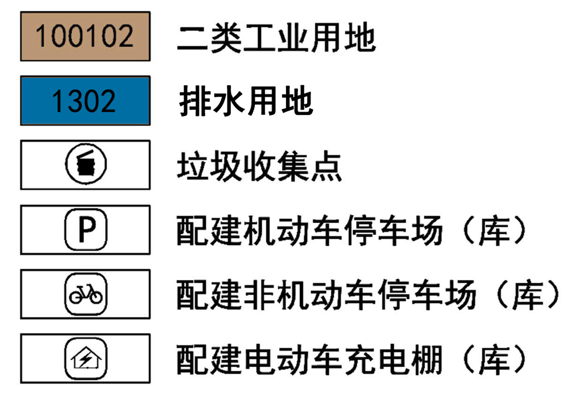 100102 二类工业用地
1302 排水用地
垃圾收集点
P 配建机动车停车场（库）
配建非机动车停车场（库）
配建电动车充电棚（库）